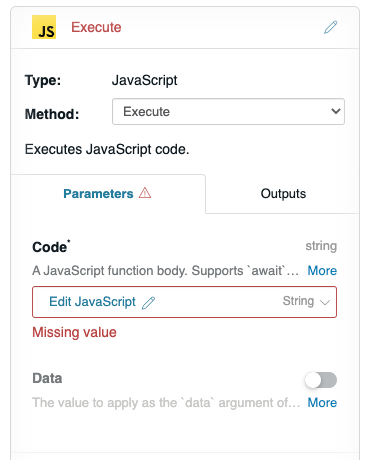 JS Execute
Type: JavaScript
Method: Execute
Executes JavaScript code.
Parameters Outputs
Code* string
A JavaScript function body. Supports `await`... More
Edit JavaScript String
Missing value
Data
The value to apply as the `data` argument of... More